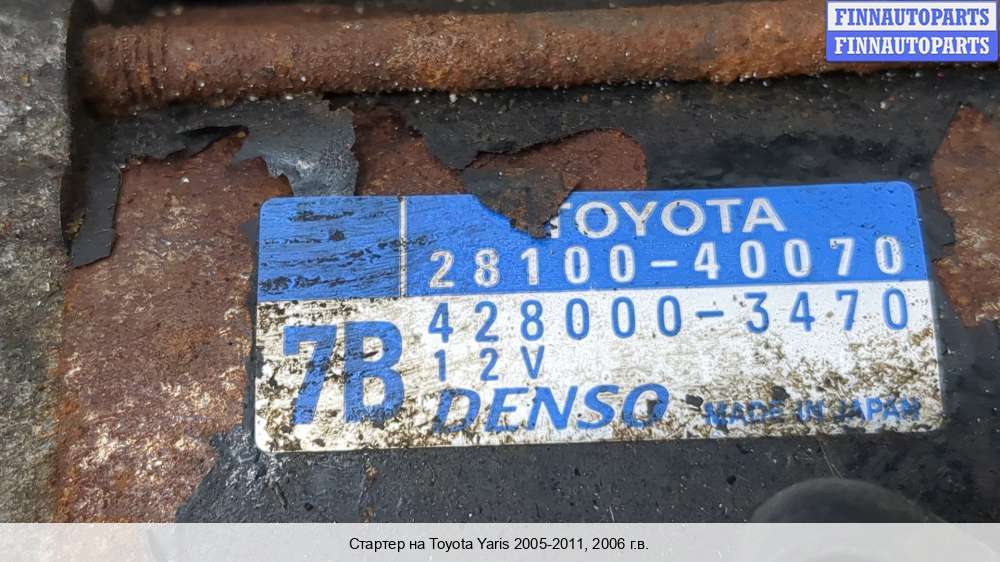 FINNAUTOPARTS
FINNAUTOPARTS
TOYOTA
28100-40070
7B
428000-3470
12V
DENSO MADE IN JAPAN
Стартер на Toyota Yaris 2005-2011, 2006 г.в.